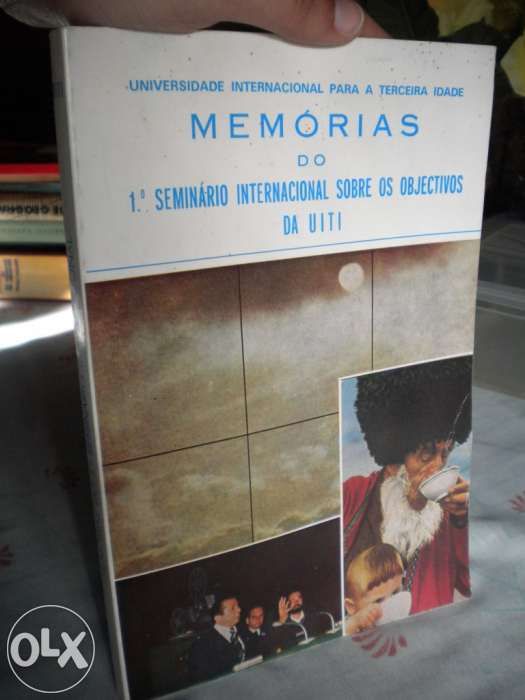 UNIVERSIDADE INTERNACIONAL PARA A TERCEIRA IDADE
MEMÓRIAS
DO
1.º SEMINÁRIO INTERNACIONAL SOBRE OS OBJECTIVOS
DA UITI
OLX